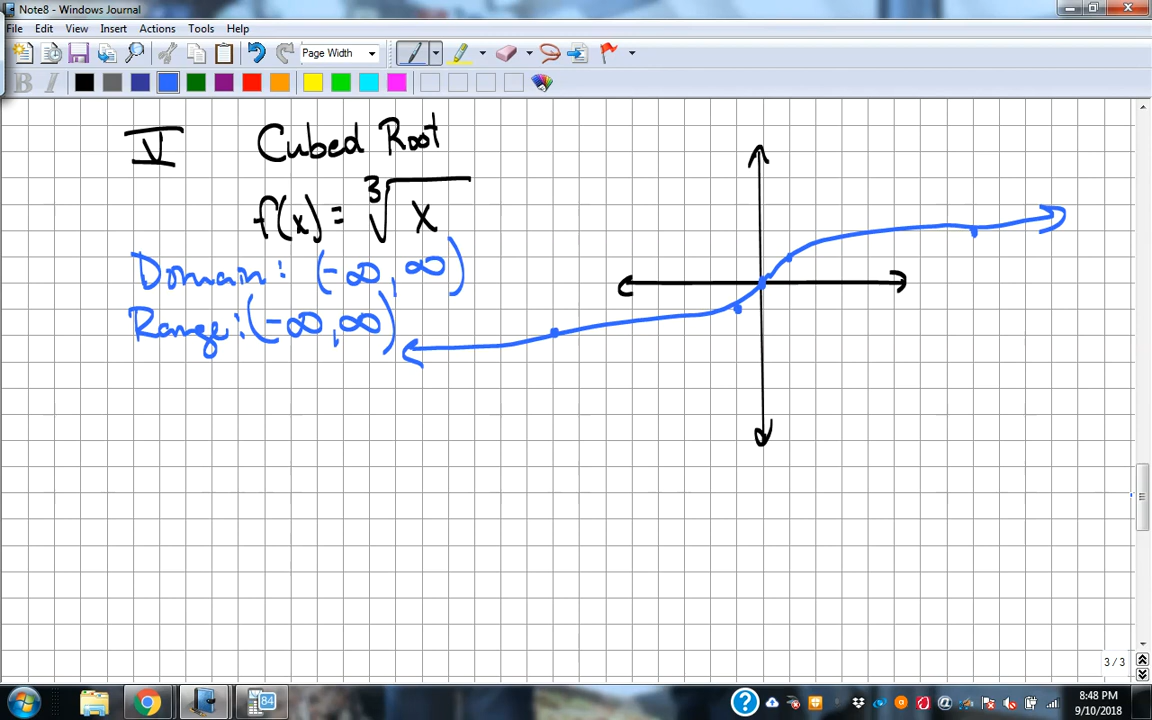 Note8 - Windows Journal
File Edit View Insert Actions Tools Help
Page Width
B I
V Cubed Root
f(x) = ∛x
Domain: (-∞, ∞)
Range: (-∞, ∞)
3 / 3
84
8:48 PM
9/10/2018